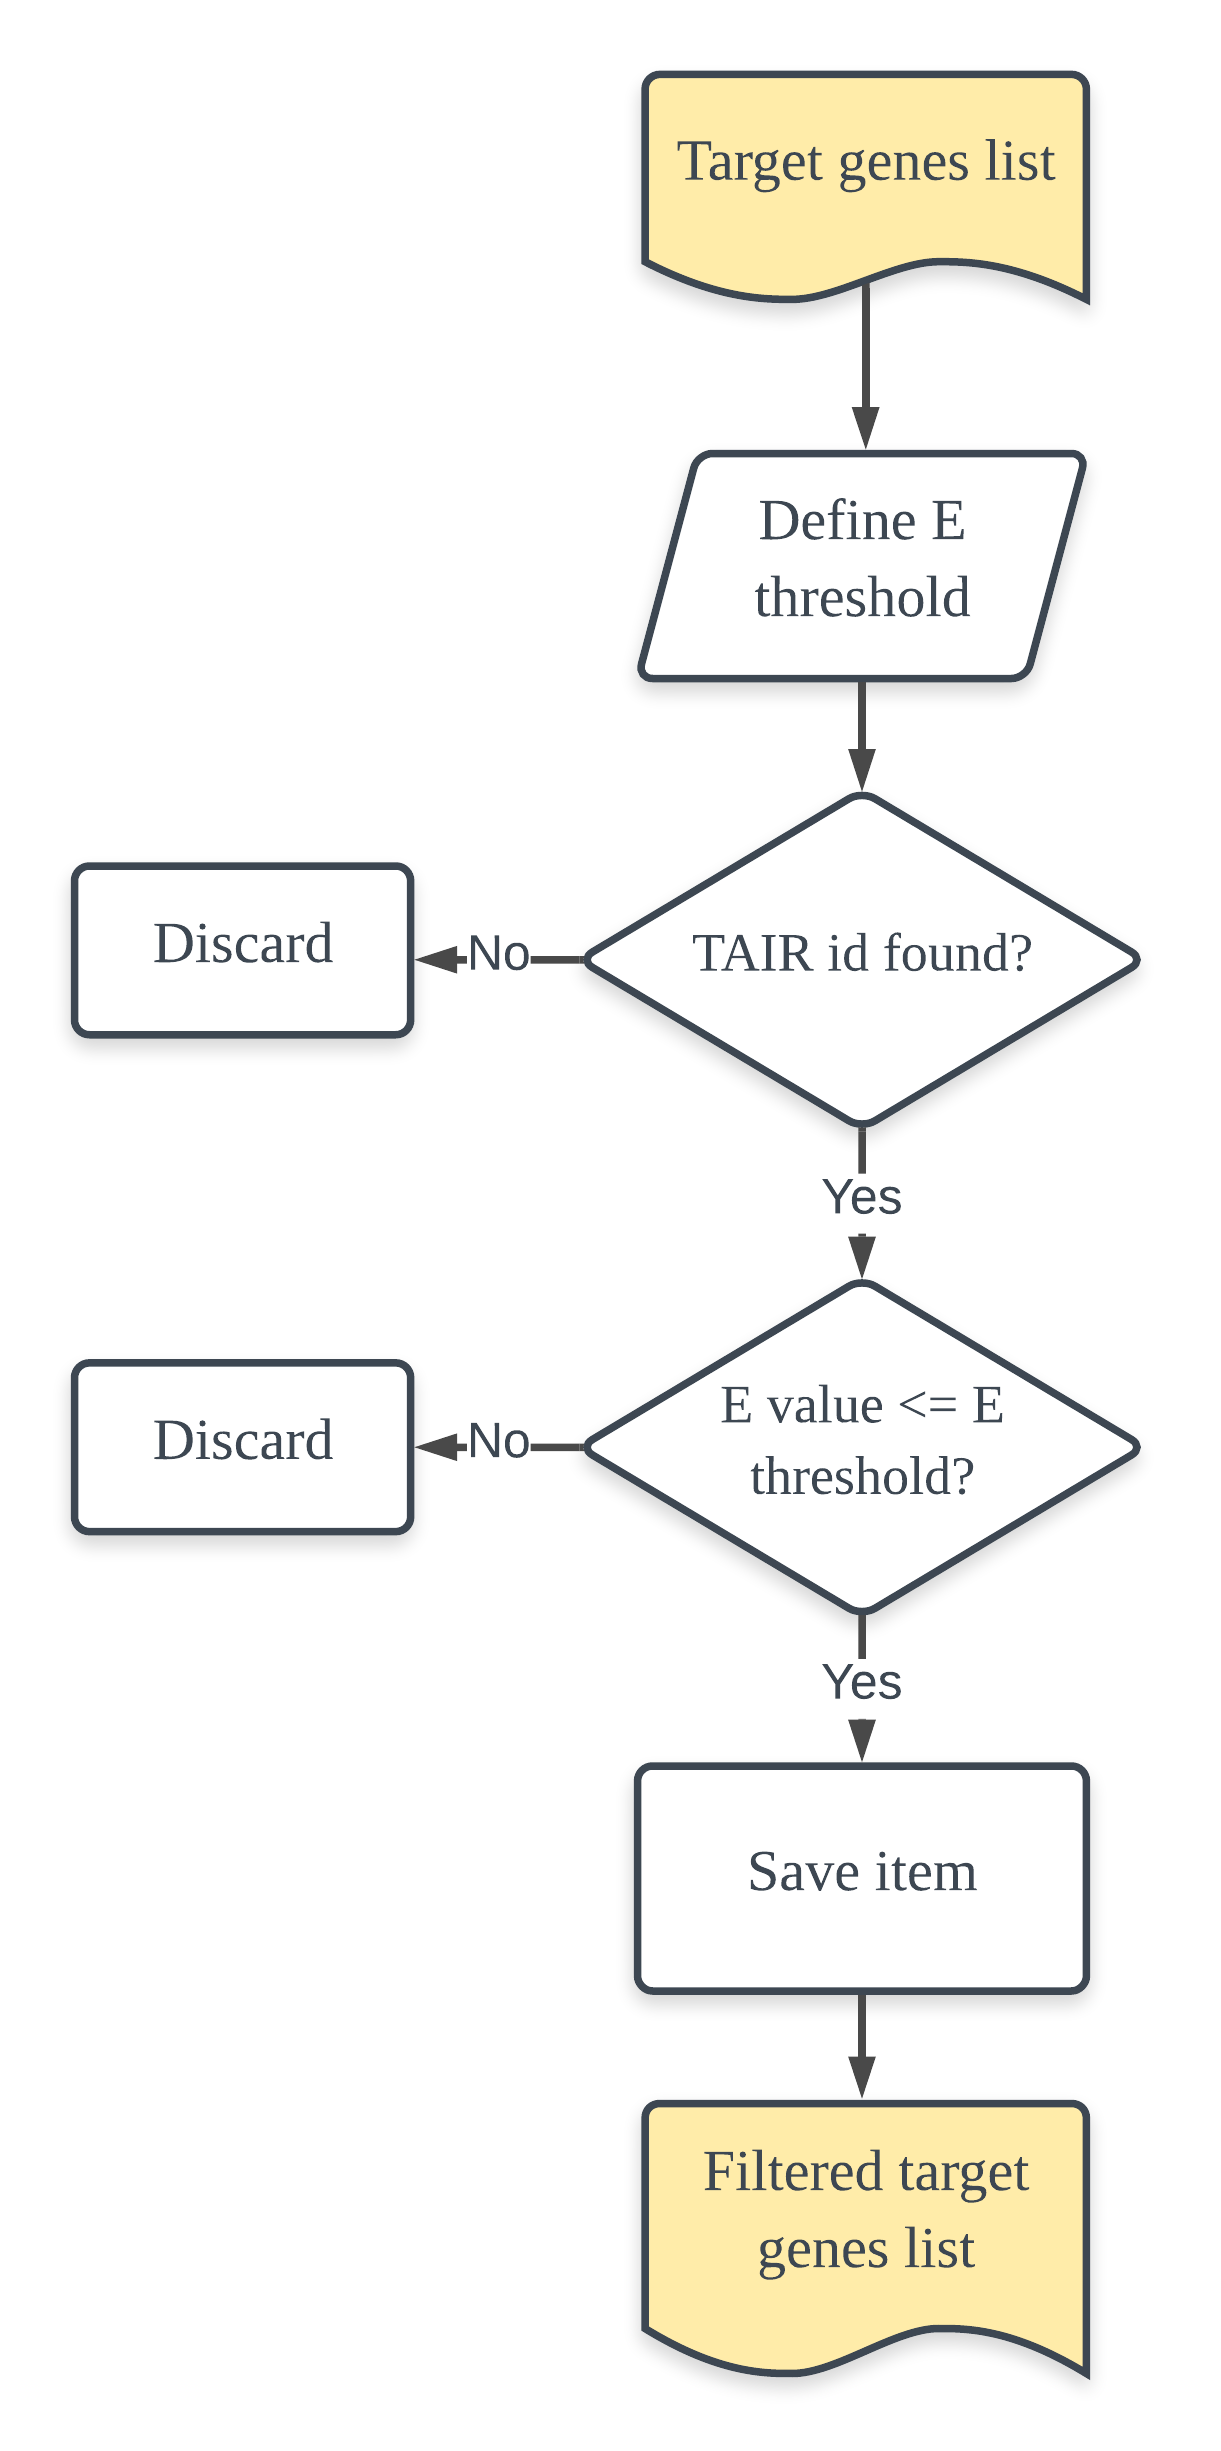 Target genes list
Define E
threshold
TAIR id found?
No
Discard
Yes
E value <= E
threshold?
No
Discard
Yes
Save item
Filtered target
genes list